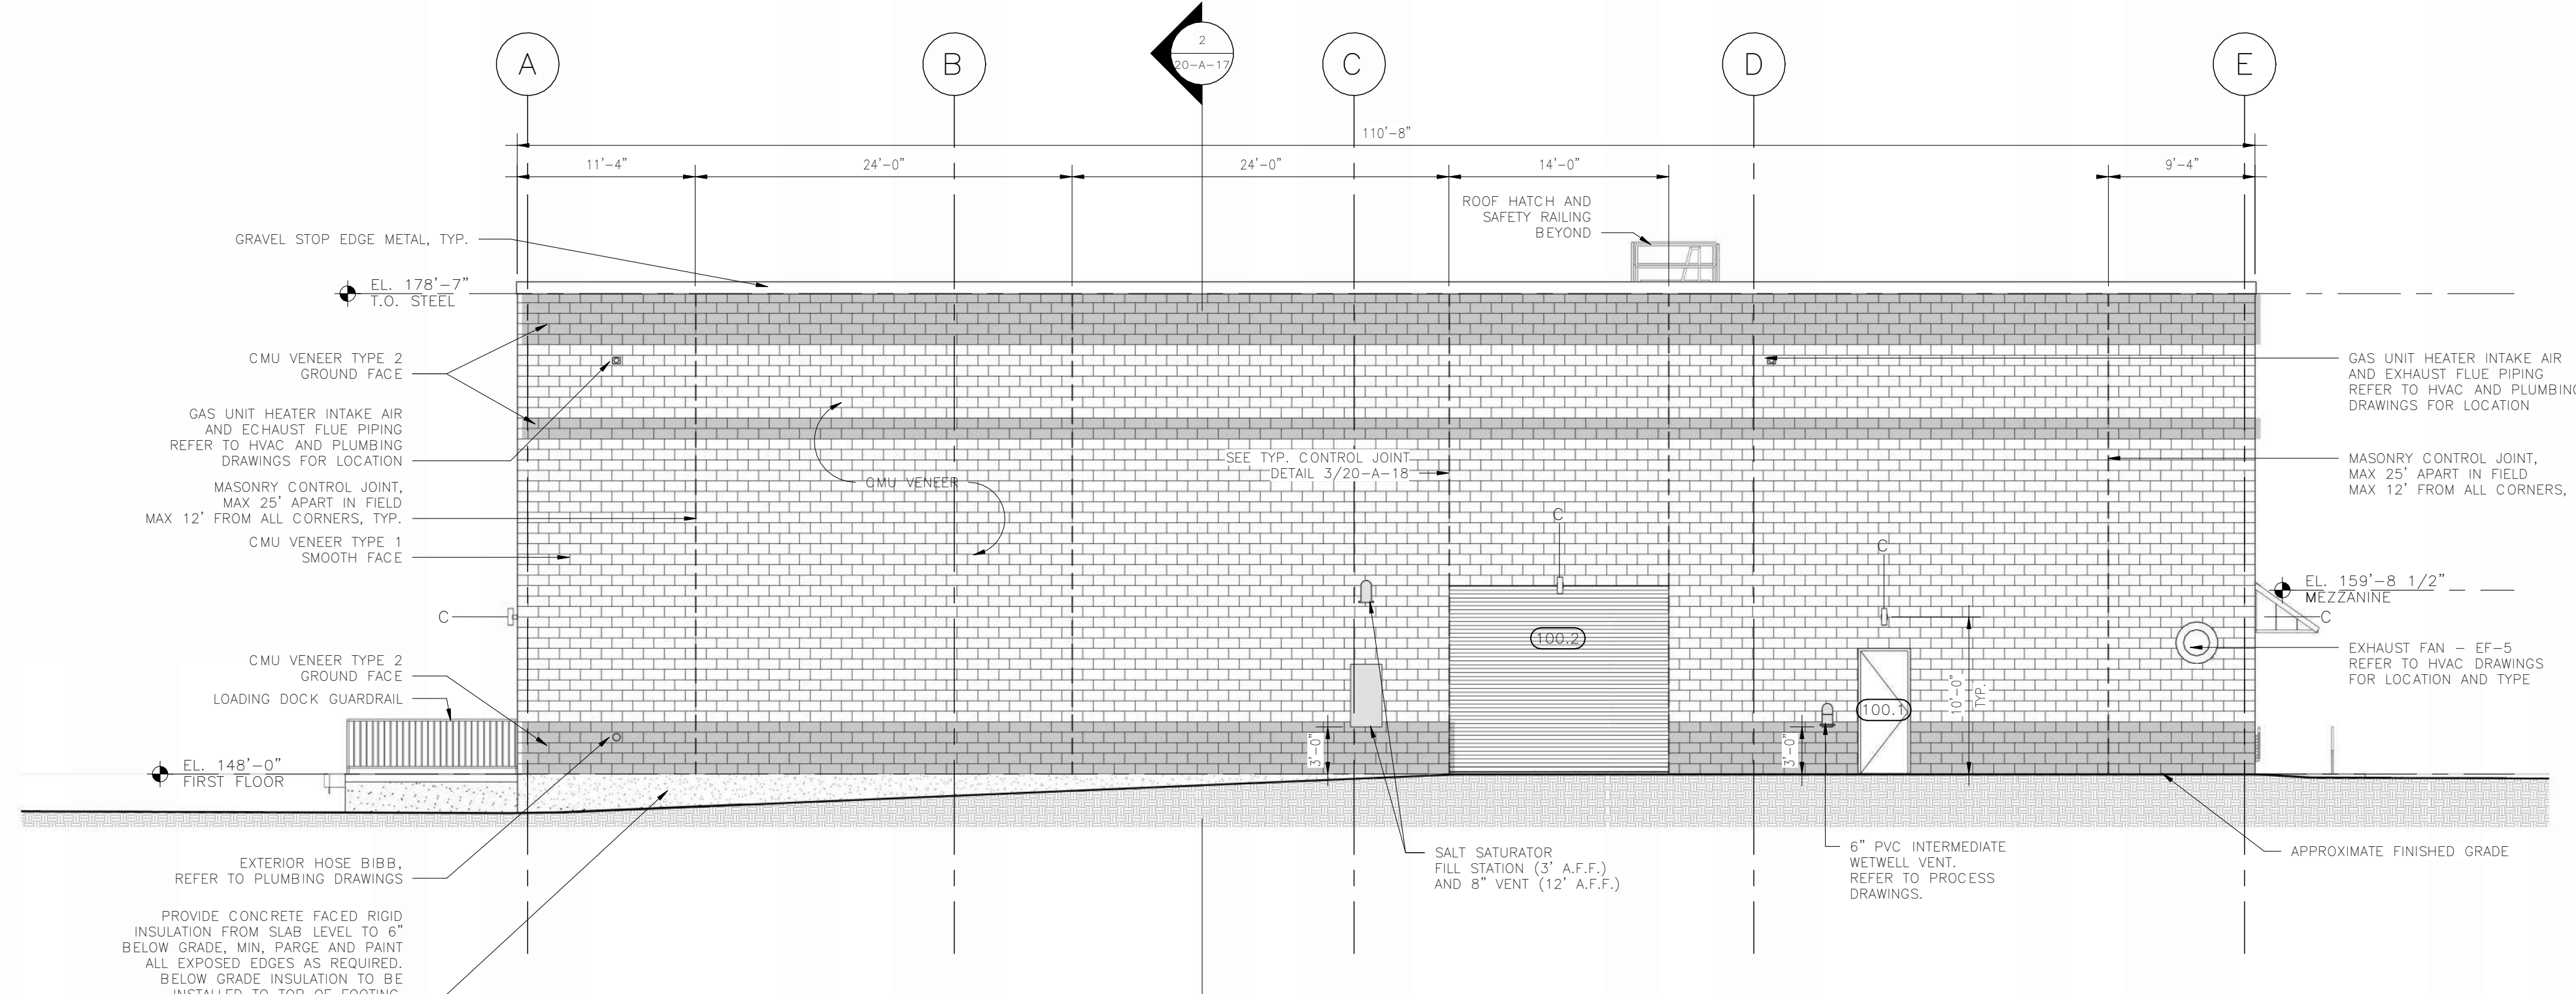 A
B
2
20-A-17
C
D
E
110'-8"
11'-4"
24'-0"
24'-0"
14'-0"
9'-4"
ROOF HATCH AND
SAFETY RAILING
BEYOND
GRAVEL STOP EDGE METAL, TYP.
EL. 178'-7"
T.O. STEEL
CMU VENEER TYPE 2
GROUND FACE
GAS UNIT HEATER INTAKE AIR
AND ECHAUST FLUE PIPING
REFER TO HVAC AND PLUMBING
DRAWINGS FOR LOCATION
MASONRY CONTROL JOINT,
MAX 25' APART IN FIELD
MAX 12' FROM ALL CORNERS, TYP.
CMU VENEER TYPE 1
SMOOTH FACE
C
CMU VENEER TYPE 2
GROUND FACE
LOADING DOCK GUARDRAIL
EL. 148'-0"
FIRST FLOOR
EXTERIOR HOSE BIBB,
REFER TO PLUMBING DRAWINGS
PROVIDE CONCRETE FACED RIGID
INSULATION FROM SLAB LEVEL TO 6"
BELOW GRADE, MIN, PARGE AND PAINT
ALL EXPOSED EDGES AS REQUIRED.
BELOW GRADE INSULATION TO BE
INSTALLED TO TOP OF FOOTING
CMU VENEER
SEE TYP. CONTROL JOINT
DETAIL 3/20-A-18
C
C
100.2
100.1
3'-0"
3'-0"
10'-0"
TYP.
SALT SATURATOR
FILL STATION (3' A.F.F.)
AND 8" VENT (12' A.F.F.)
6" PVC INTERMEDIATE
WETWELL VENT.
REFER TO PROCESS
DRAWINGS.
GAS UNIT HEATER INTAKE AIR
AND EXHAUST FLUE PIPING
REFER TO HVAC AND PLUMBING
DRAWINGS FOR LOCATION
MASONRY CONTROL JOINT,
MAX 25' APART IN FIELD
MAX 12' FROM ALL CORNERS,
EL. 159'-8 1/2"
MEZZANINE
C
EXHAUST FAN - EF-5
REFER TO HVAC DRAWINGS
FOR LOCATION AND TYPE
APPROXIMATE FINISHED GRADE